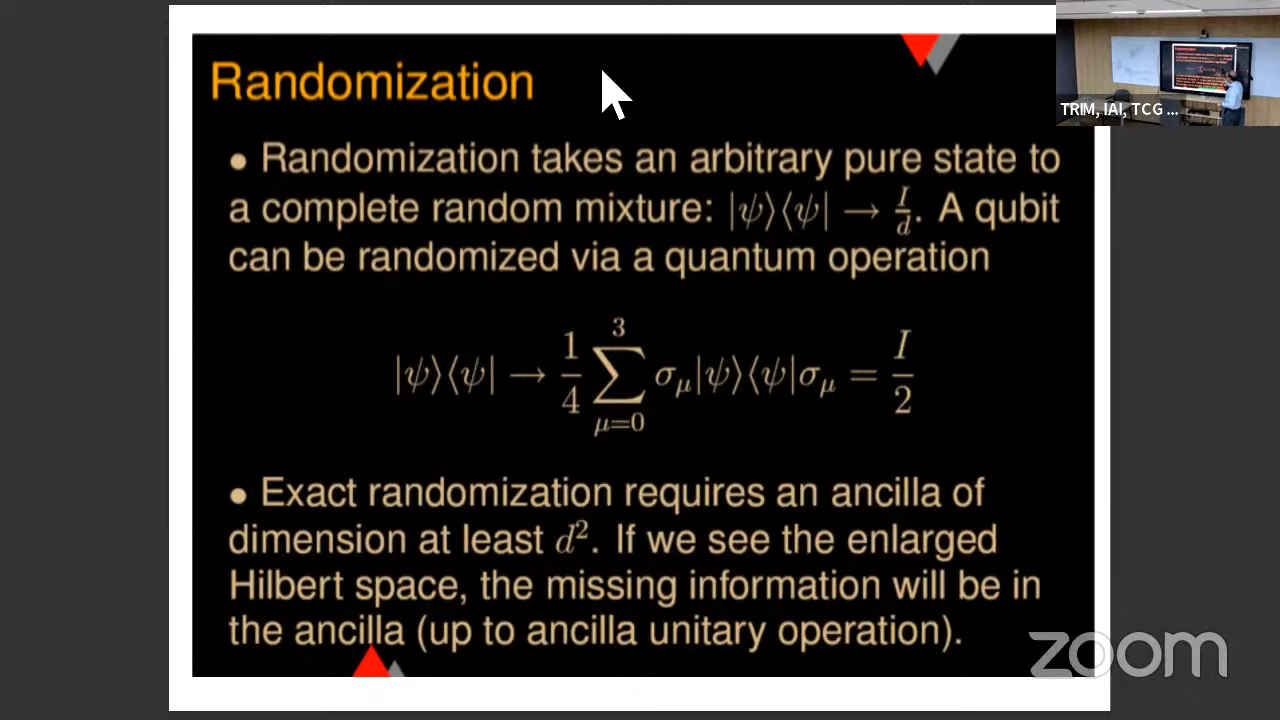 Randomization
• Randomization takes an arbitrary pure state to
a complete random mixture: |ψ⟩⟨ψ| → I/d. A qubit
can be randomized via a quantum operation
|ψ⟩⟨ψ| → 1/4 ∑_{μ=0}^{3} σ_μ|ψ⟩⟨ψ|σ_μ = I/2
• Exact randomization requires an ancilla of
dimension at least d². If we see the enlarged
Hilbert space, the missing information will be in
the ancilla (up to ancilla unitary operation).
TRIM, IAI, TCG ...
zoom